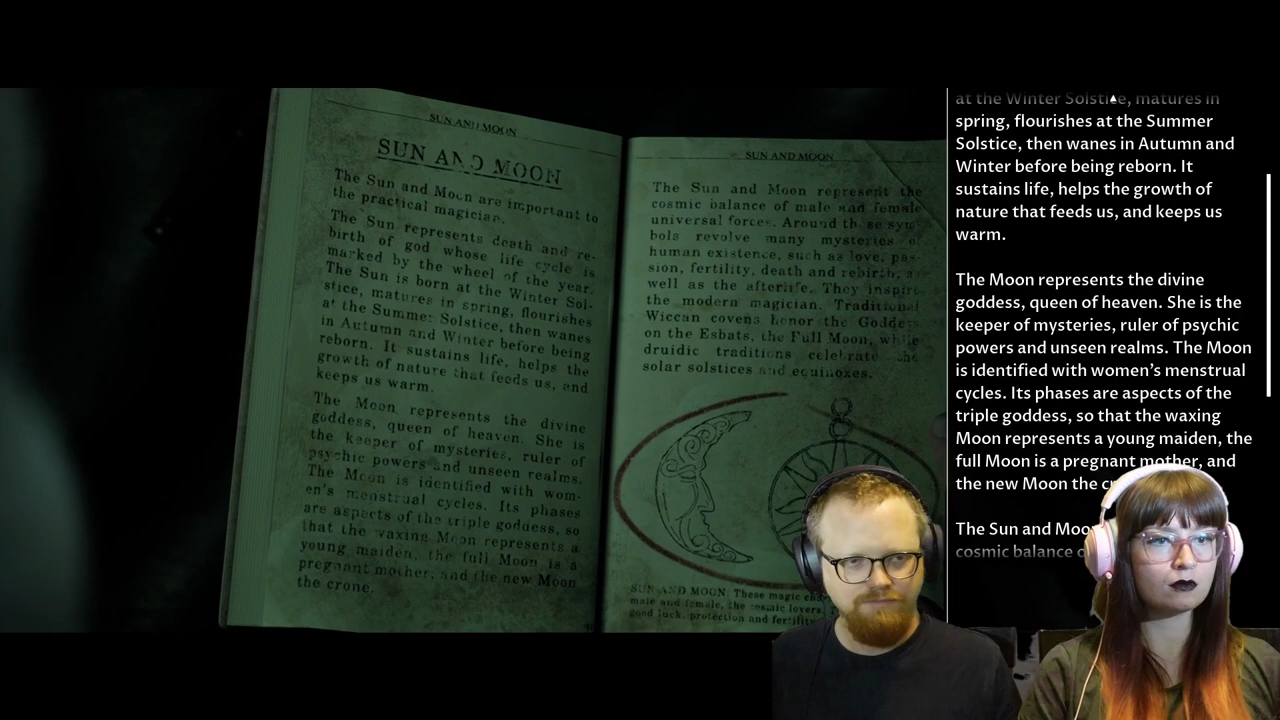 SUN AND MOON
SUN AND MOON
The Sun and Moon are important to
the practical magician.
The Sun represents death and re-
birth of god whose life cycle is
marked by the wheel of the year.
The Sun is born at the Winter Sol-
stice, matures in spring, flourishes
at the Summer Solstice, then wanes
in Autumn and Winter before being
reborn. It sustains life, helps the
growth of nature that feeds us, and
keeps us warm.
The Moon represents the divine
goddess, queen of heaven. She is
the keeper of mysteries, ruler of
psychic powers and unseen realms.
The Moon is identified with wom-
en's menstrual cycles. Its phases
are aspects of the triple goddess, so
that the waxing Moon represents a
young maiden, the full Moon is a
pregnant mother, and the new Moon
the crone.
SUN AND MOON
The Sun and Moon represent the
cosmic balance of male and female
universal forces. Around these sym-
bols revolve many mysteries of
human existence, such as love, pas-
sion, fertility, death and rebirth, as
well as the afterlife. They inspire
the modern magician. Traditional
Wiccan covens honor the Goddess
on the Esbats, the Full Moon, while
druidic traditions celebrate the
solar solstices and equinoxes.
SUN AND MOON. These magic
male and female, the cosmic lovers.
good luck, protection and fertility
at the Winter Solstice, matures in
spring, flourishes at the Summer
Solstice, then wanes in Autumn and
Winter before being reborn. It
sustains life, helps the growth of
nature that feeds us, and keeps us
warm.
The Moon represents the divine
goddess, queen of heaven. She is the
keeper of mysteries, ruler of psychic
powers and unseen realms. The Moon
is identified with women's menstrual
cycles. Its phases are aspects of the
triple goddess, so that the waxing
Moon represents a young maiden, the
full Moon is a pregnant mother, and
the new Moon the
The Sun and Moon
cosmic balance